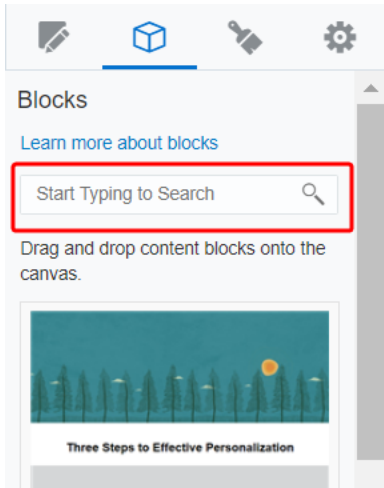 Blocks
Learn more about blocks
Start Typing to Search
Drag and drop content blocks onto the
canvas.
Three Steps to Effective Personalization